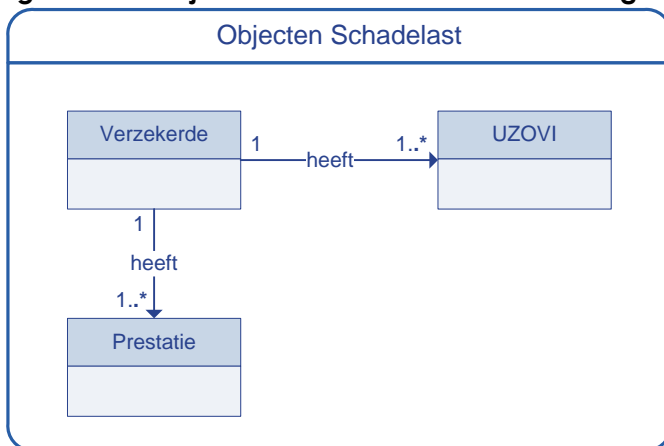 Objecten Schadelast
Verzekerde
UZOVI
1
1..*
heeft
1
heeft
1..*
Prestatie